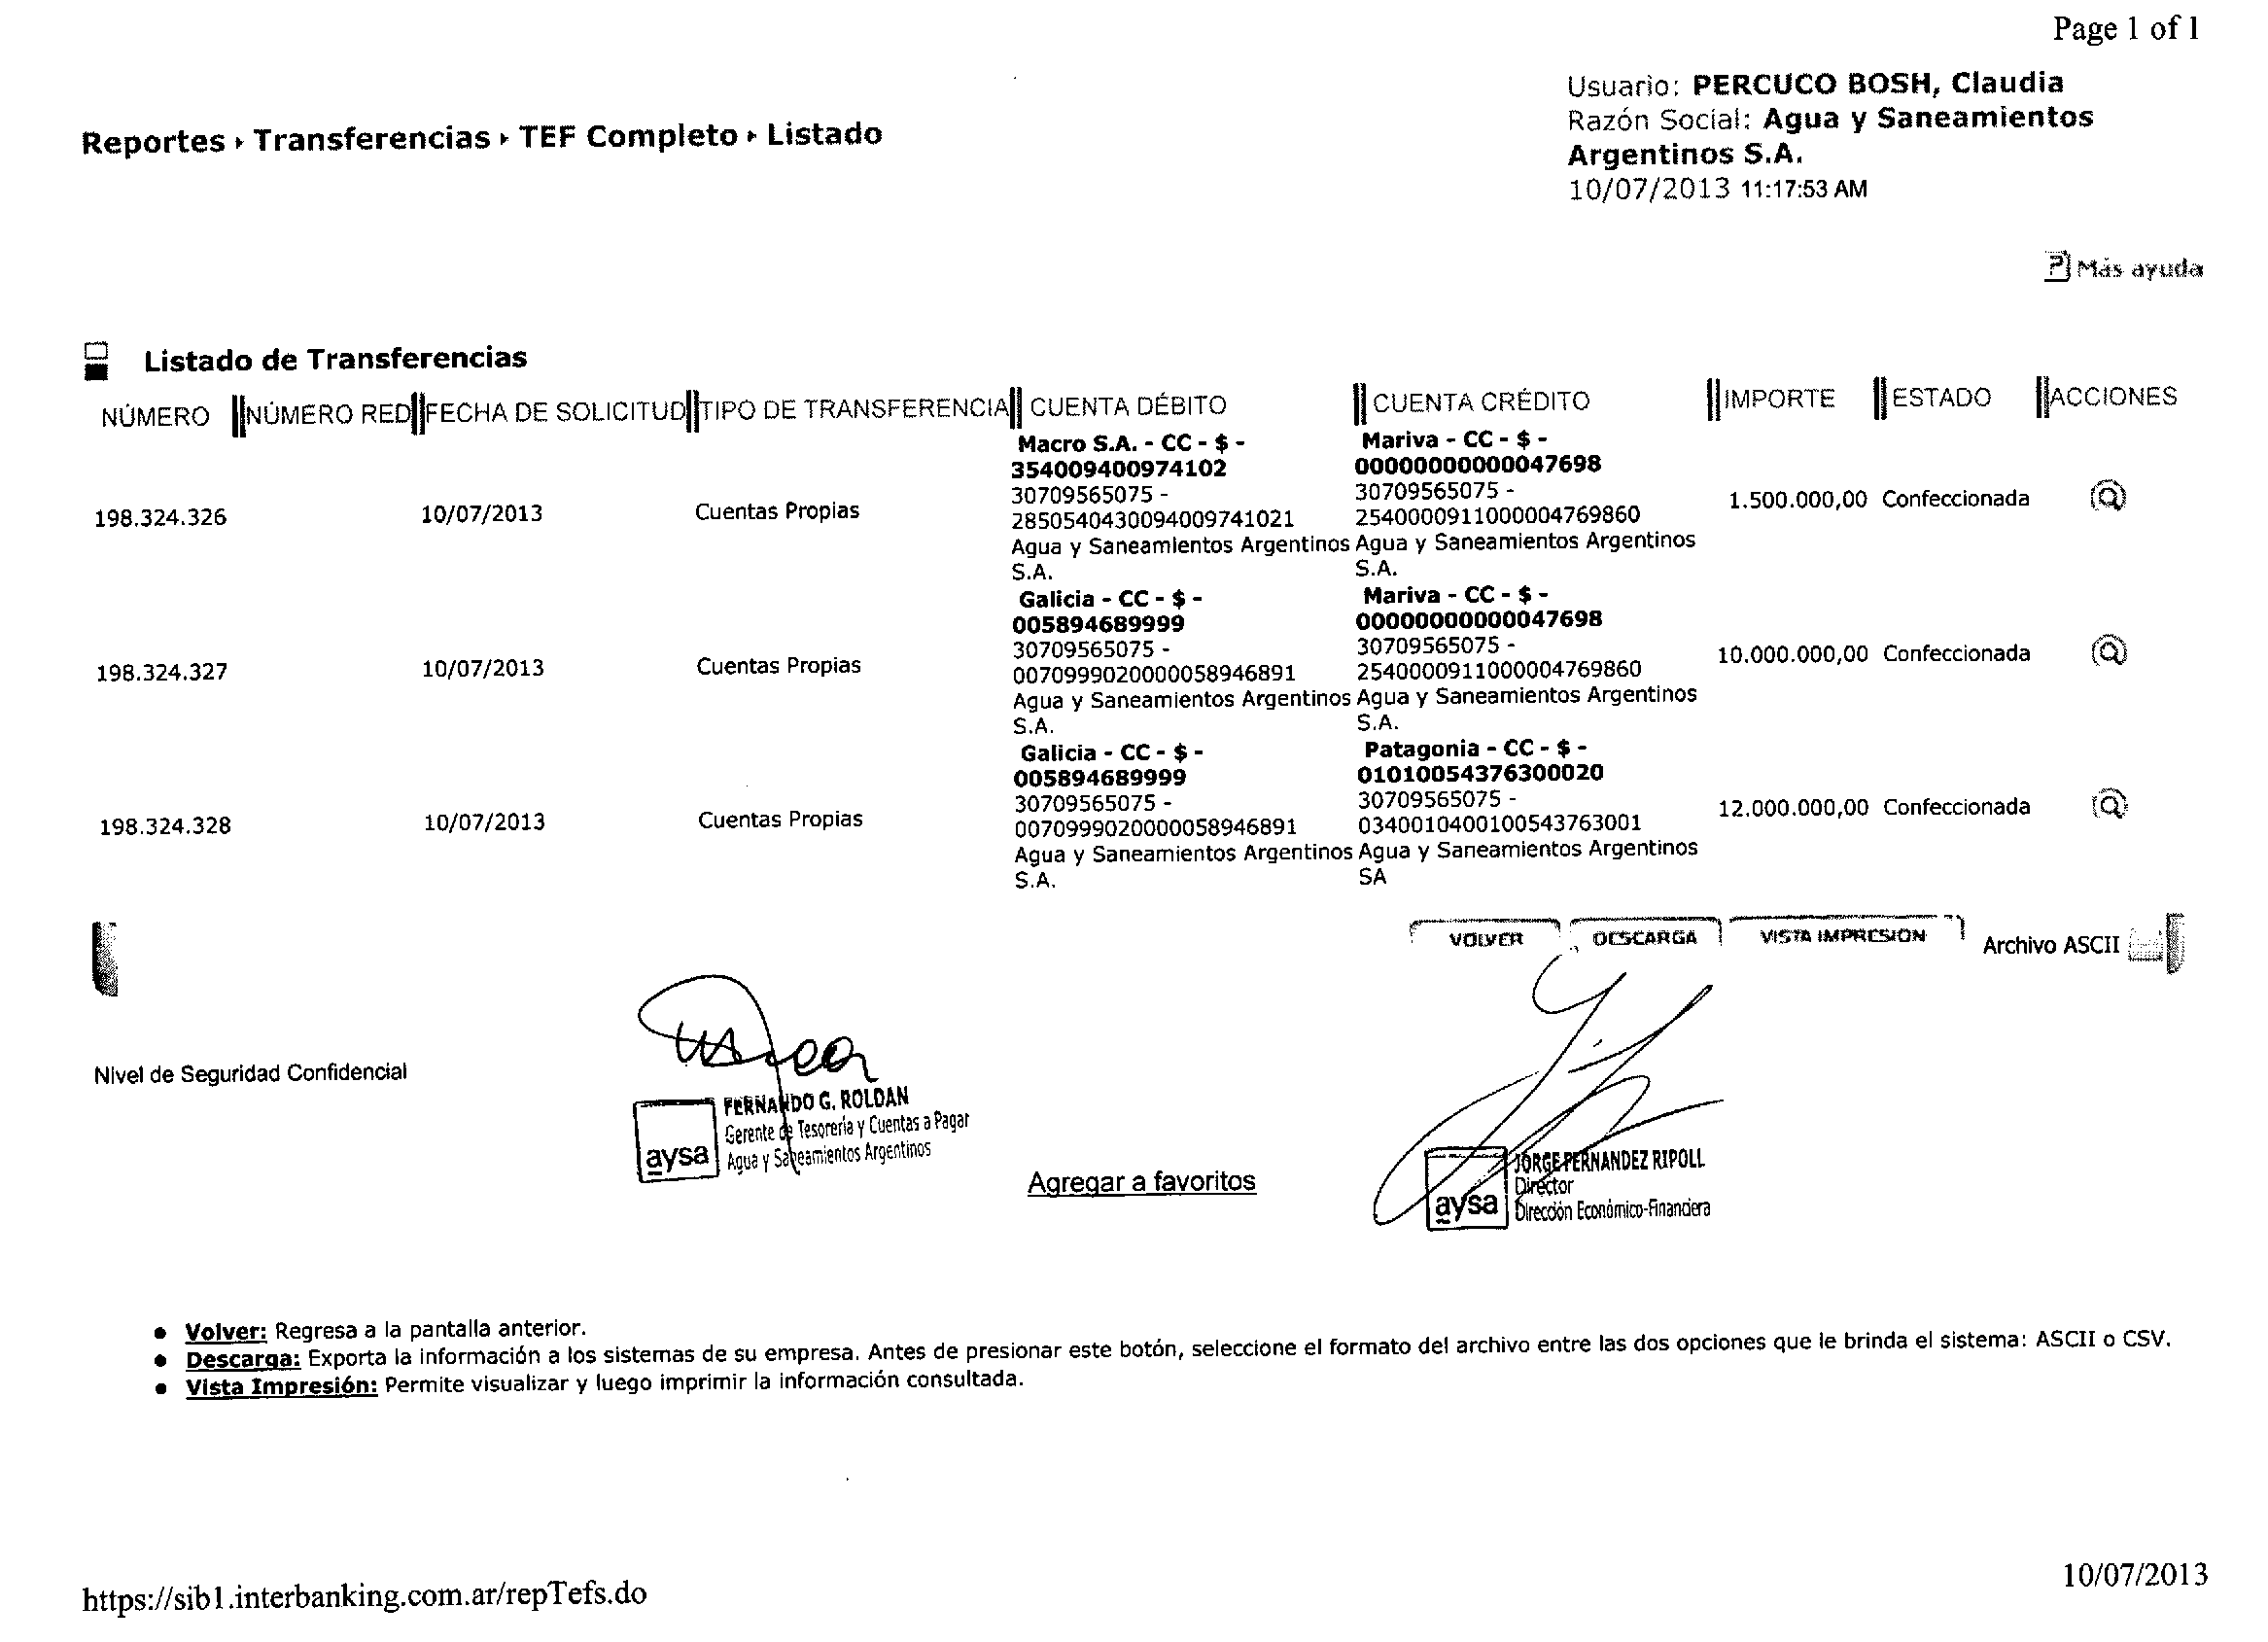 Page 1 of 1
Usuario: PERCUCO BOSH, Claudia
Razón Social: Agua y Saneamientos
Argentinos S.A.
10/07/2013 11:17:53 AM
Reportes ▸ Transferencias ▸ TEF Completo ▸ Listado
Más ayuda
Listado de Transferencias
NÚMERO NÚMERO RED FECHA DE SOLICITUD TIPO DE TRANSFERENCIA CUENTA DÉBITO CUENTA CRÉDITO IMPORTE ESTADO ACCIONES
Macro S.A. - CC - $ - Mariva - CC - $ -
354009400974102 00000000000047698
30709565075 - 30709565075 -
198.324.326 10/07/2013 Cuentas Propias 2850540430094009741021 2540000911000004769860 1.500.000,00 Confeccionada
Agua y Saneamientos Argentinos Agua y Saneamientos Argentinos
S.A. S.A.
Galicia - CC - $ - Mariva - CC - $ -
005894689999 00000000000047698
30709565075 - 30709565075 -
198.324.327 10/07/2013 Cuentas Propias 0070999020000058946891 2540000911000004769860 10.000.000,00 Confeccionada
Agua y Saneamientos Argentinos Agua y Saneamientos Argentinos
S.A. S.A.
Galicia - CC - $ - Patagonia - CC - $ -
005894689999 01010054376300020
30709565075 - 30709565075 -
198.324.328 10/07/2013 Cuentas Propias 0070999020000058946891 0340010400100543763001 12.000.000,00 Confeccionada
Agua y Saneamientos Argentinos Agua y Saneamientos Argentinos
S.A. SA
VOLVER DESCARGA VISTA IMPRESION Archivo ASCII
Nivel de Seguridad Confidencial
FERNANDO G. ROLDAN
Gerente de Tesorería y Cuentas a Pagar
aysa Agua y Saneamientos Argentinos
Agregar a favoritos
JORGE FERNANDEZ RIPOLL
Director
aysa Dirección Económico-Financiera
• Volver: Regresa a la pantalla anterior.
• Descarga: Exporta la información a los sistemas de su empresa. Antes de presionar este botón, seleccione el formato del archivo entre las dos opciones que le brinda el sistema: ASCII o CSV.
• Vista Impresión: Permite visualizar y luego imprimir la información consultada.
https://sib1.interbanking.com.ar/repTefs.do
10/07/2013